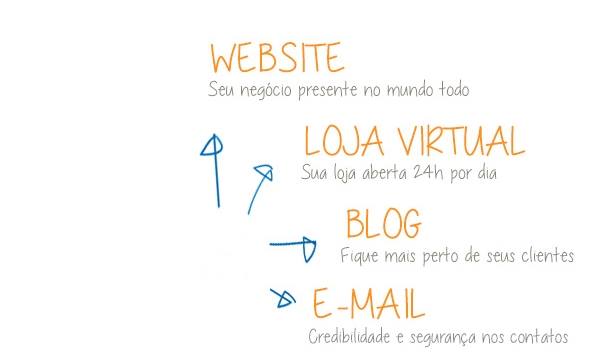 WEBSITE
Seu negócio presente no mundo todo
LOJA VIRTUAL
Sua loja aberta 24h por dia
BLOG
Fique mais perto de seus clientes
E-MAIL
Credibilidade e segurança nos contatos